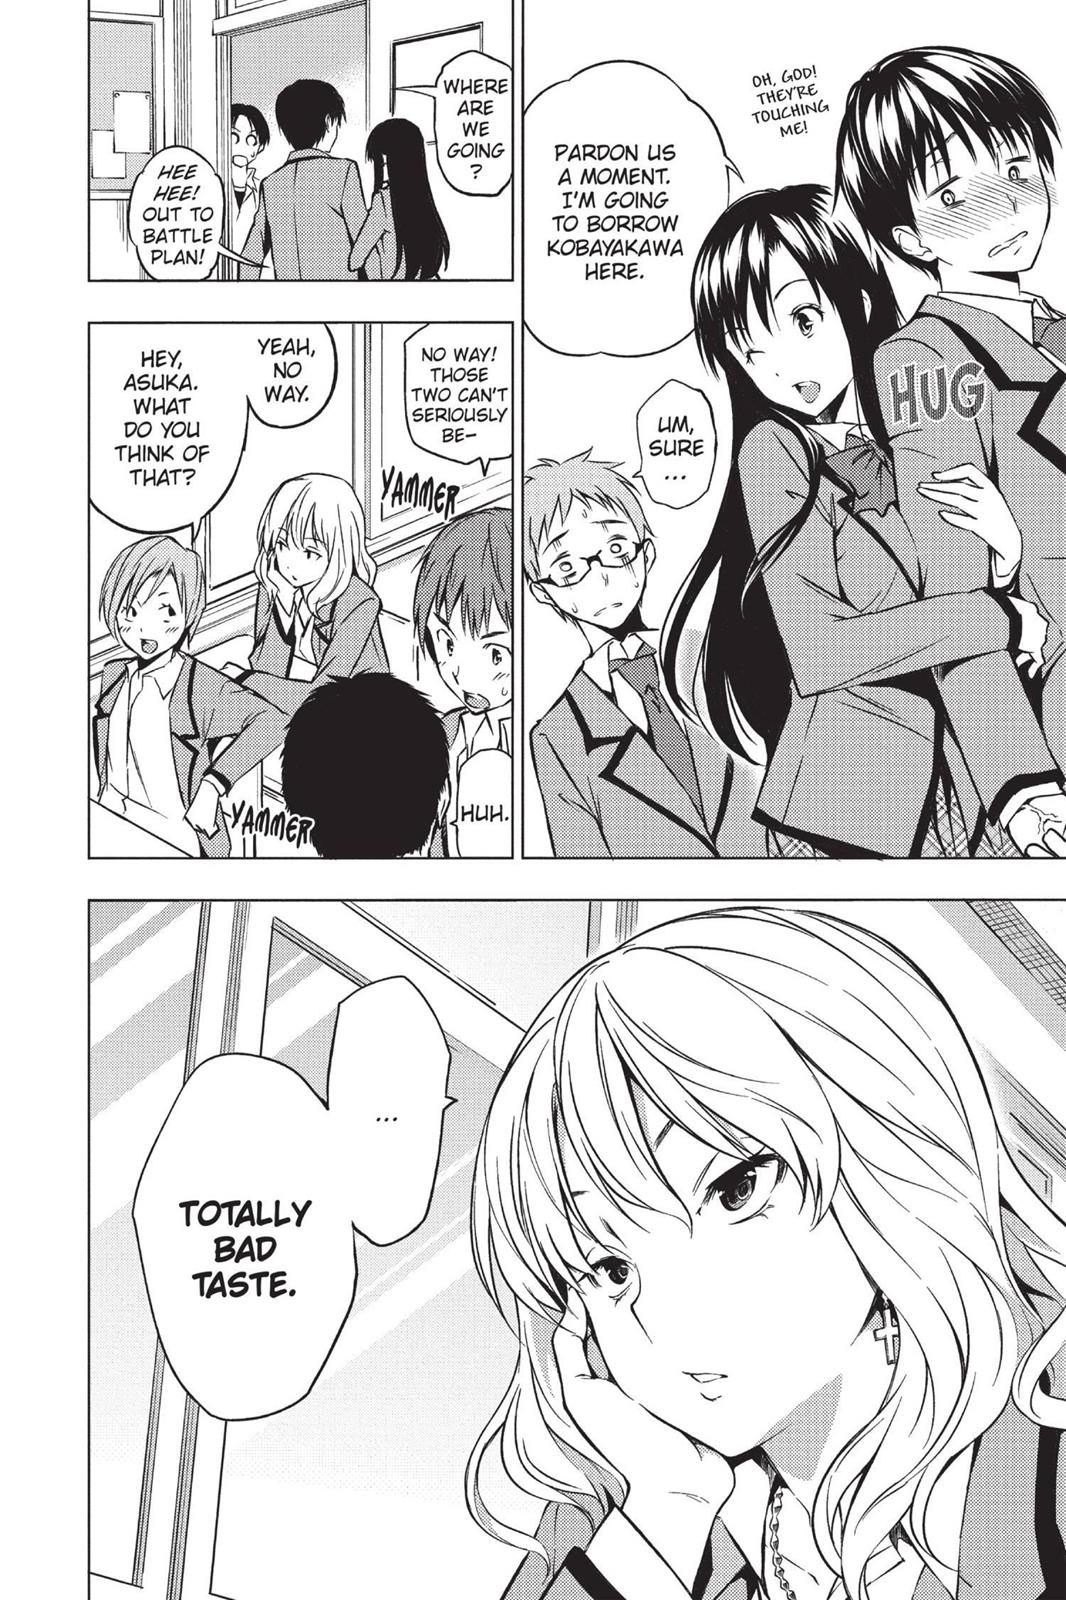 OH, GOD!
THEY'RE
TOUCHING
ME!
PARDON US
A MOMENT.
I'M GOING
TO BORROW
KOBAYAKAWA
HERE.
HUG
UM,
SURE
...
WHERE
ARE
WE
GOING
?
HEE
HEE!
OUT TO
BATTLE
PLAN!
NO WAY!
THOSE
TWO CAN'T
SERIOUSLY
BE-
YAMMER
YEAH,
NO
WAY.
HEY,
ASUKA.
WHAT
DO YOU
THINK OF
THAT?
YAMMER
HUH.
...
TOTALLY
BAD
TASTE.